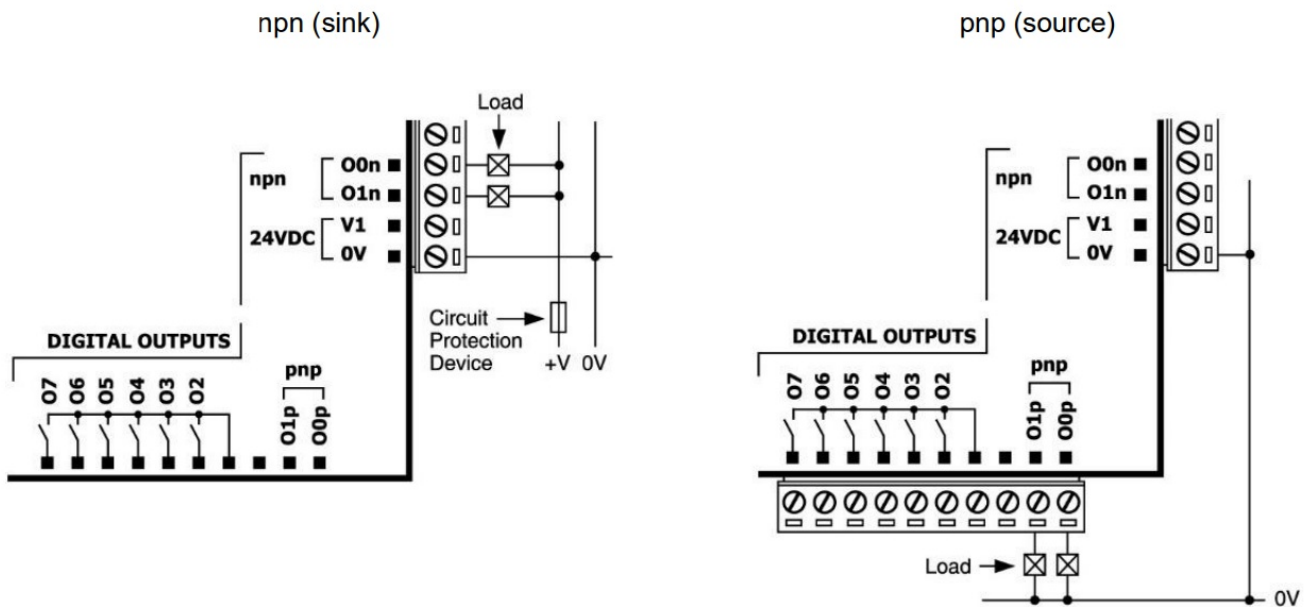 npn (sink)
Load
npn
O0n
O1n
24VDC
V1
0V
Circuit
Protection
Device
+V
0V
DIGITAL OUTPUTS
pnp
O7
O6
O5
O4
O3
O2
O1p
O0p
pnp (source)
npn
O0n
O1n
24VDC
V1
0V
DIGITAL OUTPUTS
pnp
O7
O6
O5
O4
O3
O2
O1p
O0p
Load
0V